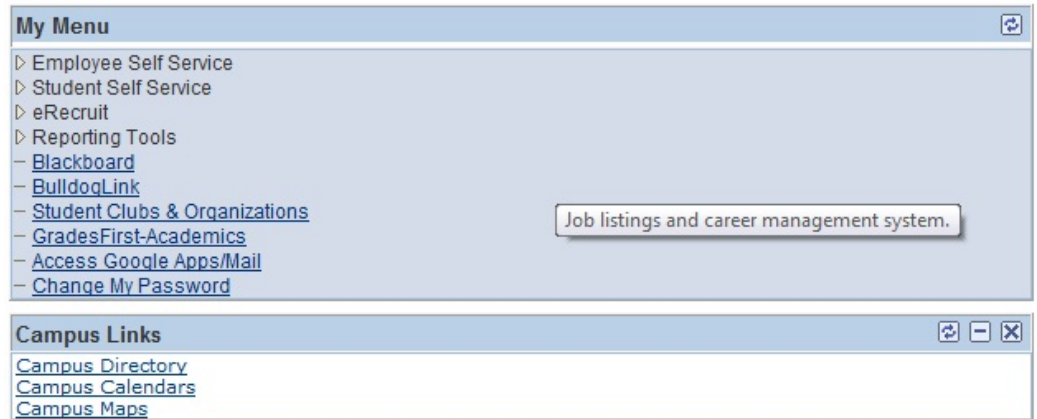 My Menu
Employee Self Service
Student Self Service
eRecruit
Reporting Tools
Blackboard
BulldogLink
Student Clubs & Organizations
Job listings and career management system.
GradesFirst-Academics
Access Google Apps/Mail
Change My Password
Campus Links
Campus Directory
Campus Calendars
Campus Maps